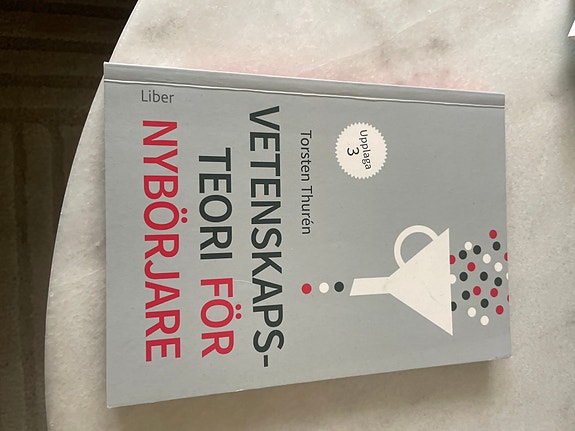 Upplaga
3
Torsten Thurén
VETENSKAPS-
TEORI FÖR
NYBÖRJARE
Liber